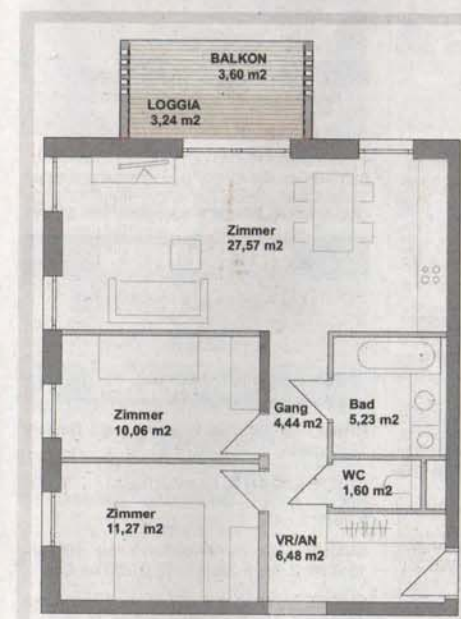 BALKON
3,60 m2
LOGGIA
3,24 m2
Zimmer
27,57 m2
Zimmer
10,06 m2
Gang
4,44 m2
Bad
5,23 m2
WC
1,60 m2
Zimmer
11,27 m2
VR/AN
6,48 m2